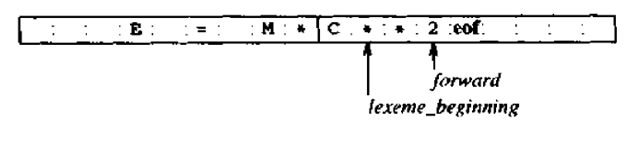 E = M * C * * 2 eof
forward
lexeme_beginning